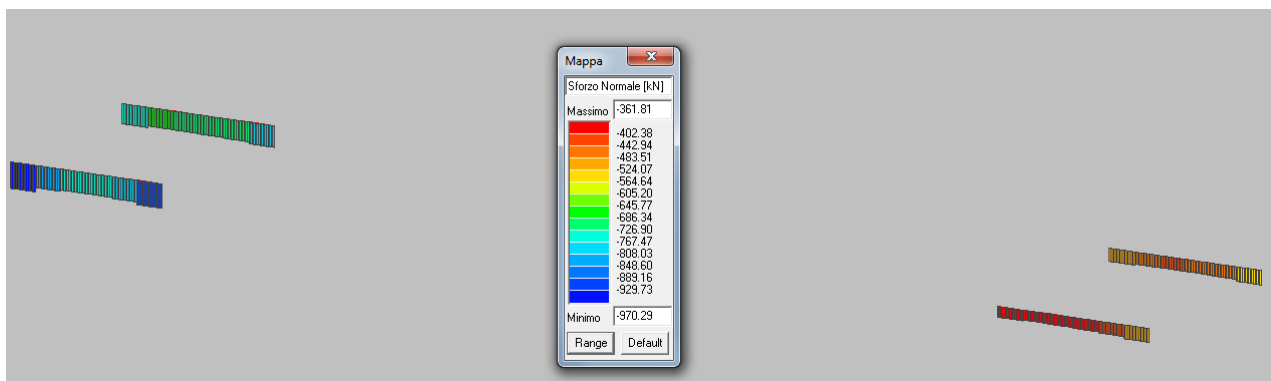 Mappa
x
Sforzo Normale [kN]
Massimo -361.81
-402.38
-442.94
-483.51
-524.07
-564.64
-605.20
-645.77
-686.34
-726.90
-767.47
-808.03
-848.60
-889.16
-929.73
Minimo -970.29
Range Default